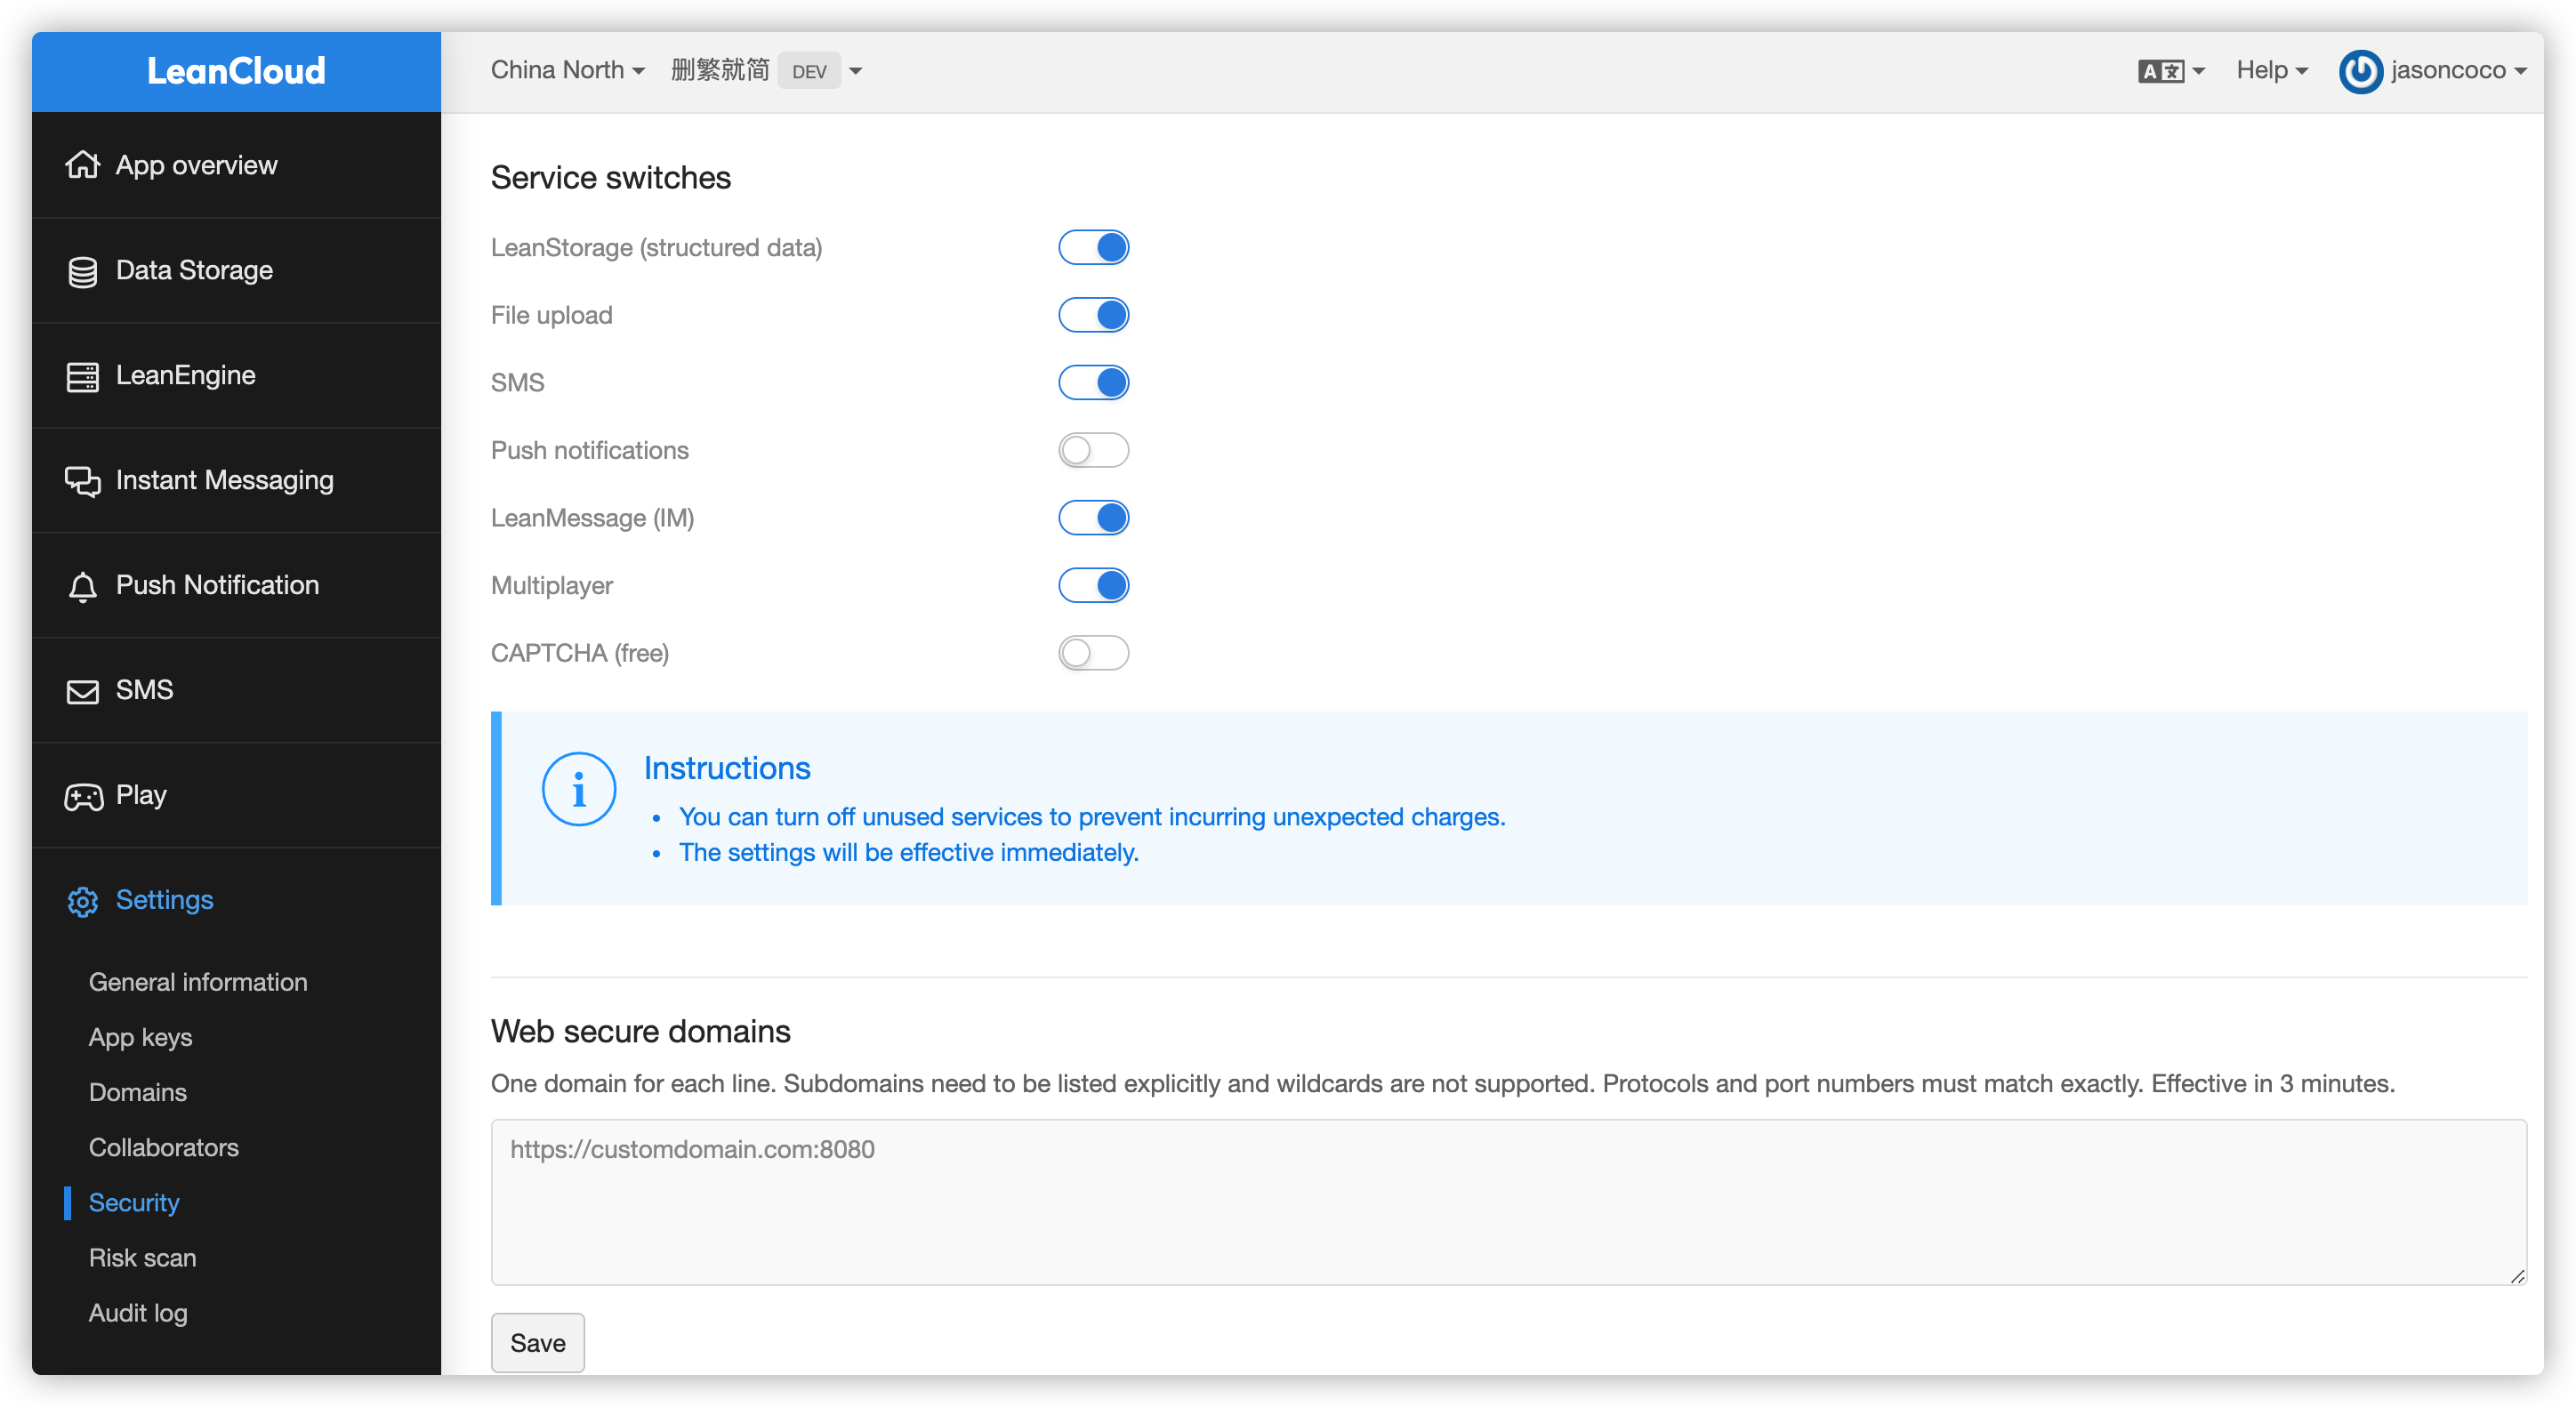 LeanCloud
China North 删繁就简 DEV
A文 Help jasoncoco
App overview
Data Storage
LeanEngine
Instant Messaging
Push Notification
SMS
Play
Settings
General information
App keys
Domains
Collaborators
Security
Risk scan
Audit log
Service switches
LeanStorage (structured data)
File upload
SMS
Push notifications
LeanMessage (IM)
Multiplayer
CAPTCHA (free)
Instructions
• You can turn off unused services to prevent incurring unexpected charges.
• The settings will be effective immediately.
Web secure domains
One domain for each line. Subdomains need to be listed explicitly and wildcards are not supported. Protocols and port numbers must match exactly. Effective in 3 minutes.
https://customdomain.com:8080
Save